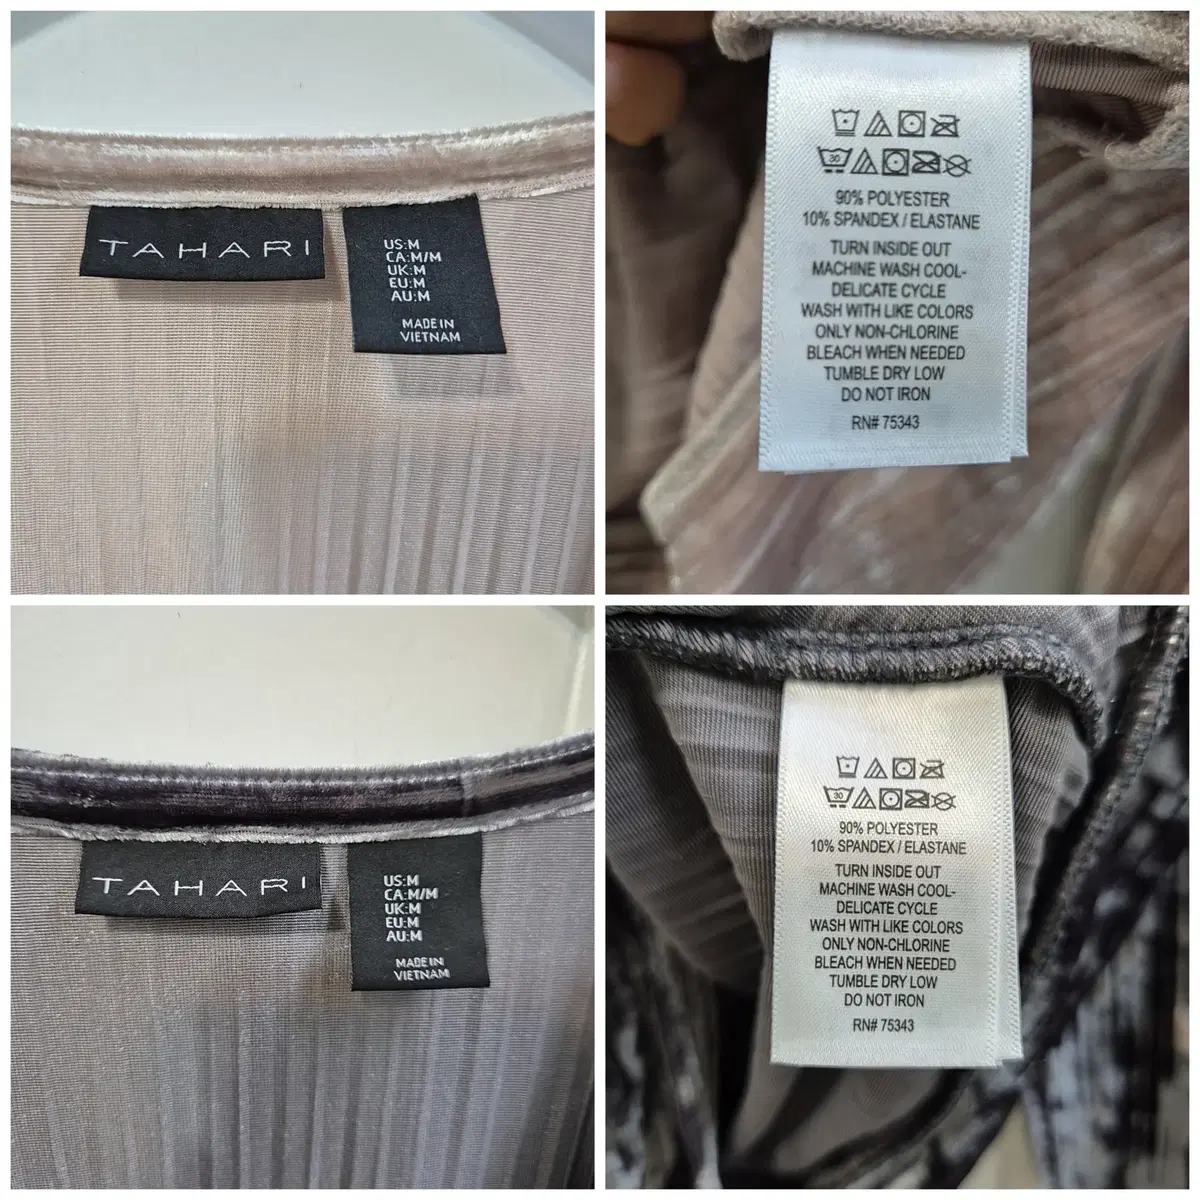 TAHARI
US:M
CA:M/M
UK:M
EU:M
AU:M
MADE IN
VIETNAM
30
90% POLYESTER
10% SPANDEX / ELASTANE
TURN INSIDE OUT
MACHINE WASH COOL-
DELICATE CYCLE
WASH WITH LIKE COLORS
ONLY NON-CHLORINE
BLEACH WHEN NEEDED
TUMBLE DRY LOW
DO NOT IRON
RN# 75343
TAHARI
US:M
CA:M/M
UK:M
EU:M
AU:M
MADE IN
VIETNAM
30
90% POLYESTER
10% SPANDEX / ELASTANE
TURN INSIDE OUT
MACHINE WASH COOL-
DELICATE CYCLE
WASH WITH LIKE COLORS
ONLY NON-CHLORINE
BLEACH WHEN NEEDED
TUMBLE DRY LOW
DO NOT IRON
RN# 75343